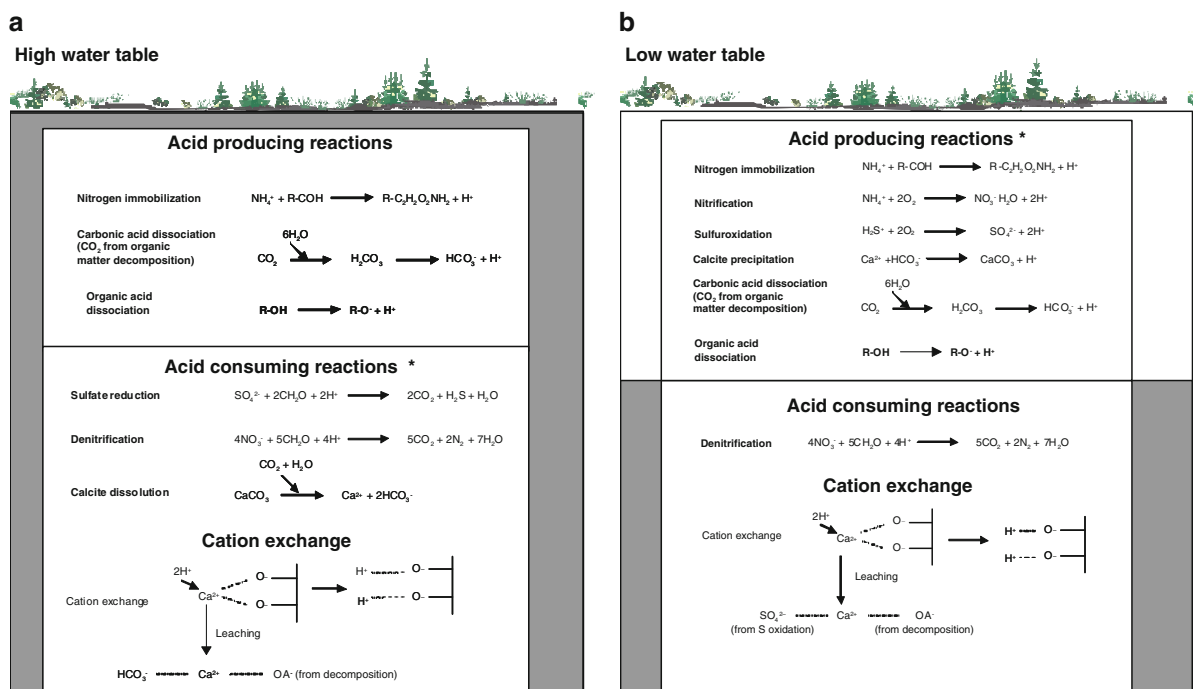 a
High water table
Acid producing reactions
Nitrogen immobilization NH₄⁺ + R-COH R-C₂H₂O₂NH₂ + H⁺
Carbonic acid dissociation
(CO₂ from organic
matter decomposition)
6H₂O
CO₂ H₂CO₃ HCO₃⁻ + H⁺
Organic acid
dissociation
R-OH R-O⁻ + H⁺
Acid consuming reactions *
Sulfate reduction SO₄²⁻ + 2CH₂O + 2H⁺ 2CO₂ + H₂S + H₂O
Denitrification 4NO₃⁻ + 5CH₂O + 4H⁺ 5CO₂ + 2N₂ + 7H₂O
CO₂ + H₂O
Calcite dissolution CaCO₃ Ca²⁺ + 2HCO₃⁻
Cation exchange
2H⁺ O⁻ H⁺ O⁻
Cation exchange Ca²⁺ O⁻ H⁺ O⁻
Leaching
HCO₃⁻ Ca²⁺ OA⁻ (from decomposition)
b
Low water table
Acid producing reactions *
Nitrogen immobilization NH₄⁺ + R-COH R-C₂H₂O₂NH₂ + H⁺
Nitrification NH₄⁺ + 2O₂ NO₃⁻ H₂O + 2H⁺
Sulfuroxidation H₂S⁺ + 2O₂ SO₄²⁻ + 2H⁺
Calcite precipitation Ca²⁺ +HCO₃⁻ CaCO₃ + H⁺
Carbonic acid dissociation
(CO₂ from organic
matter decomposition)
6H₂O
CO₂ H₂CO₃ HCO₃⁻ + H⁺
Organic acid
dissociation
R-OH R-O⁻ + H⁺
Acid consuming reactions
Denitrification 4NO₃⁻ + 5CH₂O + 4H⁺ 5CO₂ + 2N₂ + 7H₂O
Cation exchange
2H⁺ O⁻ H⁺ O⁻
Cation exchange Ca²⁺ O⁻ H⁺ O⁻
Leaching
SO₄²⁻ Ca²⁺ OA⁻
(from S oxidation) (from decomposition)